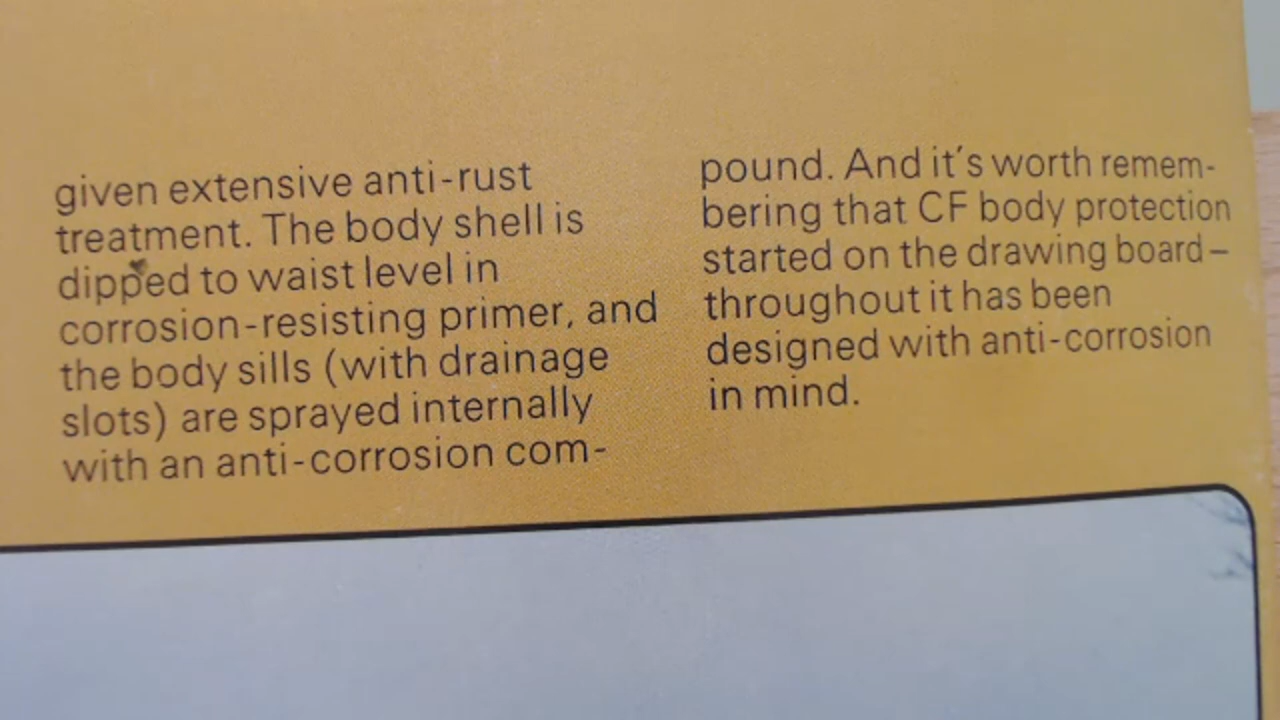 given extensive anti-rust
treatment. The body shell is
dipped to waist level in
corrosion-resisting primer, and
the body sills (with drainage
slots) are sprayed internally
with an anti-corrosion com-
pound. And it's worth remem-
bering that CF body protection
started on the drawing board–
throughout it has been
designed with anti-corrosion
in mind.